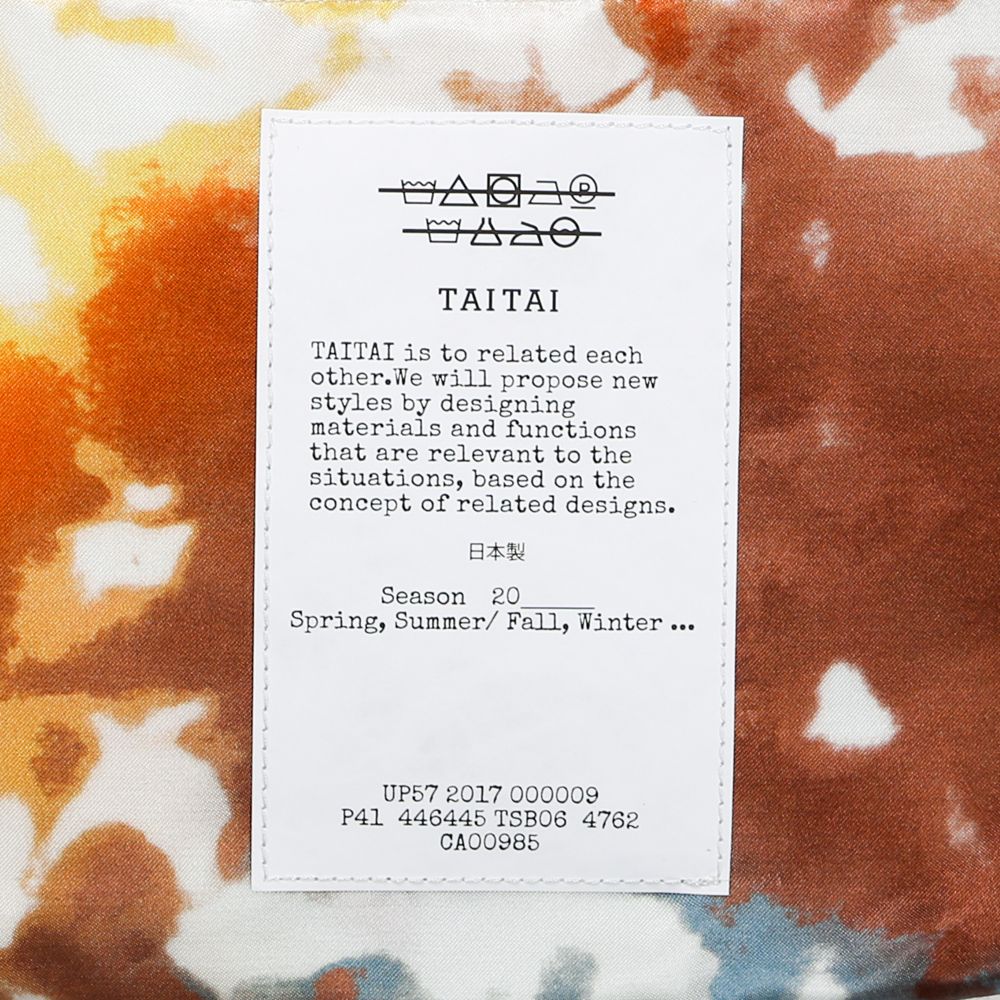 TAITAI
TAITAI is to related each
other.We will propose new
styles by designing
materials and functions
that are relevant to the
situations, based on the
concept of related designs.
日本製
Season 20_____
Spring, Summer/ Fall, Winter ...
UP57 2017 000009
P41 446445 TSB06 4762
CA00985